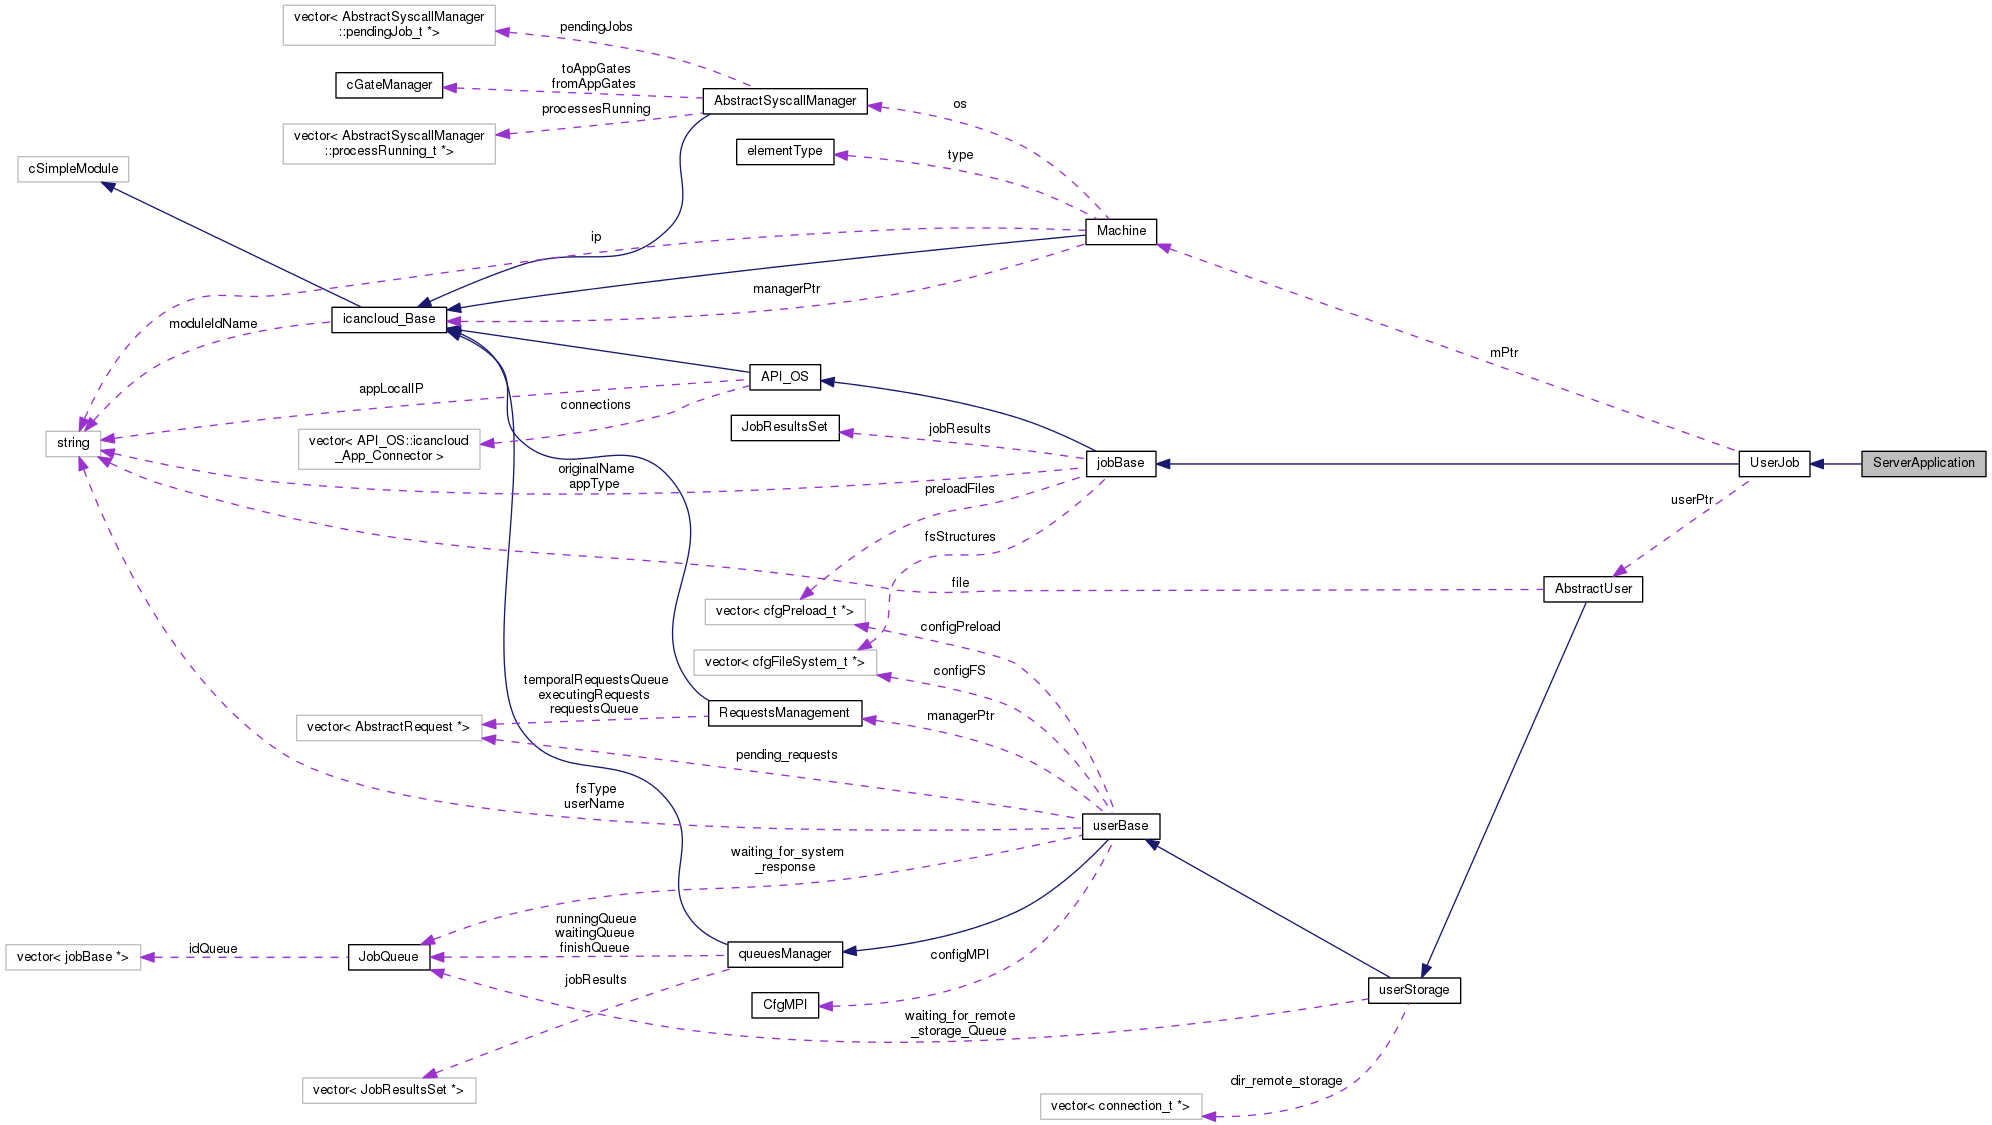 vector< AbstractSyscallManager
::pendingJob_t *>
pendingJobs
cGateManager
toAppGates
fromAppGates
AbstractSyscallManager
os
processesRunning
vector< AbstractSyscallManager
::processRunning_t *>
elementType
type
cSimpleModule
Machine
ip
managerPtr
icancloud_Base
moduleIdName
mPtr
API_OS
appLocalIP
connections
JobResultsSet
jobResults
string
vector< API_OS::icancloud
_App_Connector >
jobBase
UserJob
ServerApplication
originalName
appType
preloadFiles
userPtr
fsStructures
file
AbstractUser
vector< cfgPreload_t *>
configPreload
vector< cfgFileSystem_t *>
configFS
temporalRequestsQueue
executingRequests
requestsQueue
RequestsManagement
managerPtr
vector< AbstractRequest *>
pending_requests
fsType
userName
userBase
waiting_for_system
_response
runningQueue
waitingQueue
finishQueue
idQueue
vector< jobBase *>
JobQueue
queuesManager
configMPI
jobResults
CfgMPI
userStorage
waiting_for_remote
_storage_Queue
vector< JobResultsSet *>
dir_remote_storage
vector< connection_t *>